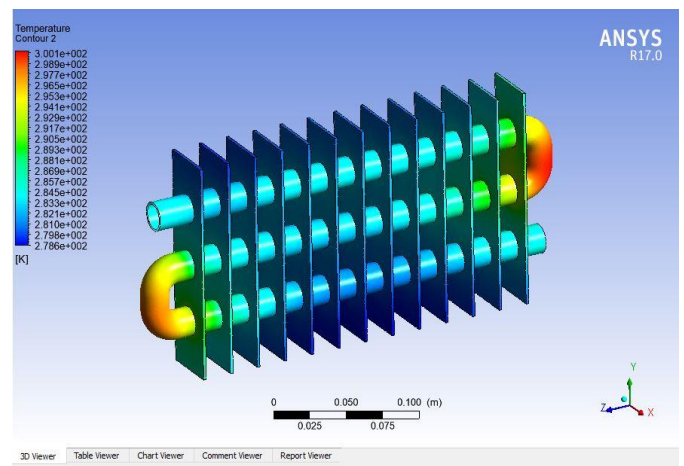 Temperature
Contour 2
3.001e+002
2.989e+002
2.977e+002
2.965e+002
2.953e+002
2.941e+002
2.929e+002
2.917e+002
2.905e+002
2.893e+002
2.881e+002
2.869e+002
2.857e+002
2.845e+002
2.833e+002
2.821e+002
2.810e+002
2.798e+002
2.786e+002
[K]
ANSYS
R17.0
0 0.050 0.100 (m)
0.025 0.075
Y
Z X
3D Viewer Table Viewer Chart Viewer Comment Viewer Report Viewer